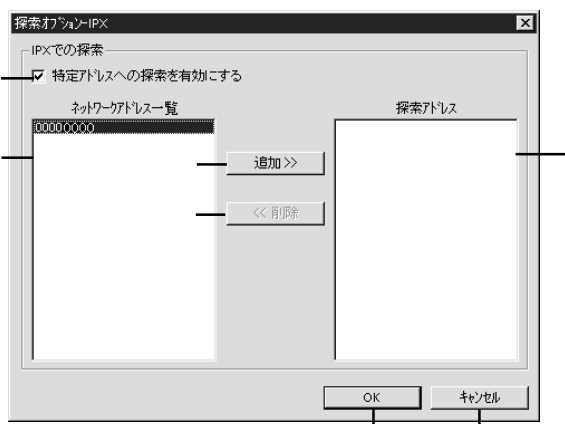 探索ｵﾌﾟｼｮﾝ-IPX
IPXでの探索
特定ｱﾄﾞﾚｽへの探索を有効にする
ﾈｯﾄﾜｰｸｱﾄﾞﾚｽ一覧
探索ｱﾄﾞﾚｽ
00000000
追加>>
<< 削除
OK
ｷｬﾝｾﾙ